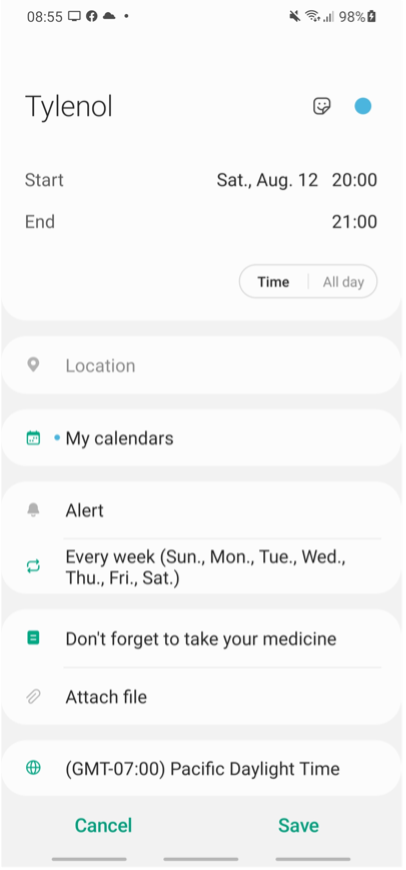 08:55 98%
Tylenol
Start Sat., Aug. 12 20:00
End 21:00
Time All day
Location
My calendars
Alert
Every week (Sun., Mon., Tue., Wed.,
Thu., Fri., Sat.)
Don't forget to take your medicine
Attach file
(GMT-07:00) Pacific Daylight Time
Cancel Save